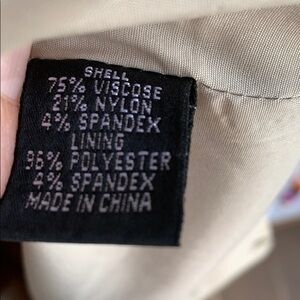 SHELL
75% VISCOSE
21% NYLON
4% SPANDEX
LINING
96% POLYESTER
4% SPANDEX
MADE IN CHINA